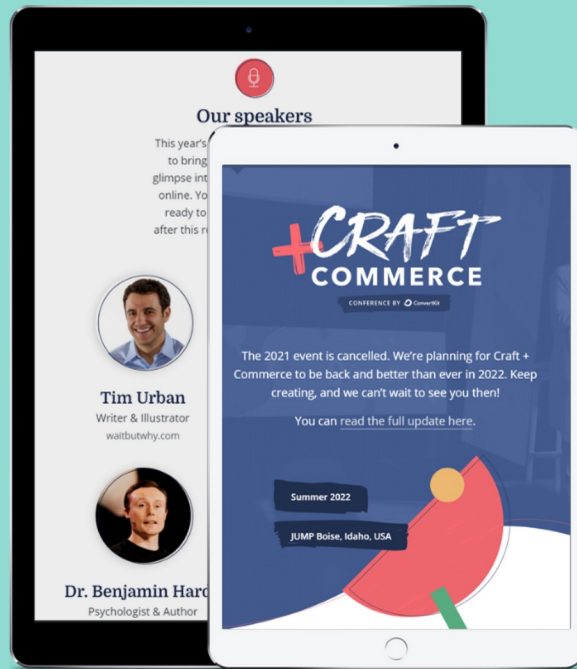 Our speakers
This year's
to bring
glimpse int
online. Yo
ready to
after this r
Tim Urban
Writer & Illustrator
waitbutwhy.com
Dr. Benjamin Hard
Psychologist & Author
+CRAFT
COMMERCE
CONFERENCE BY ConvertKit
The 2021 event is cancelled. We're planning for Craft +
Commerce to be back and better than ever in 2022. Keep
creating, and we can't wait to see you then!
You can read the full update here.
Summer 2022
JUMP Boise, Idaho, USA